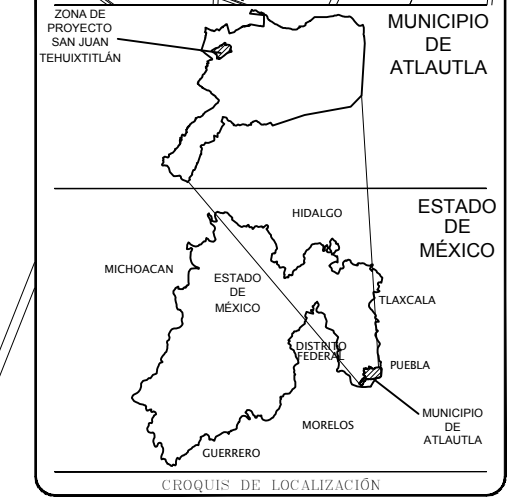 ZONA DE
PROYECTO
SAN JUAN
TEHUIXTITLÁN
MUNICIPIO
DE
ATLAUTLA
ESTADO
DE
MÉXICO
HIDALGO
MICHOACAN
ESTADO
DE
MÉXICO
TLAXCALA
DISTRITO
FEDERAL
PUEBLA
MUNICIPIO
DE
ATLAUTLA
MORELOS
GUERRERO
CROQUIS DE LOCALIZACIÓN